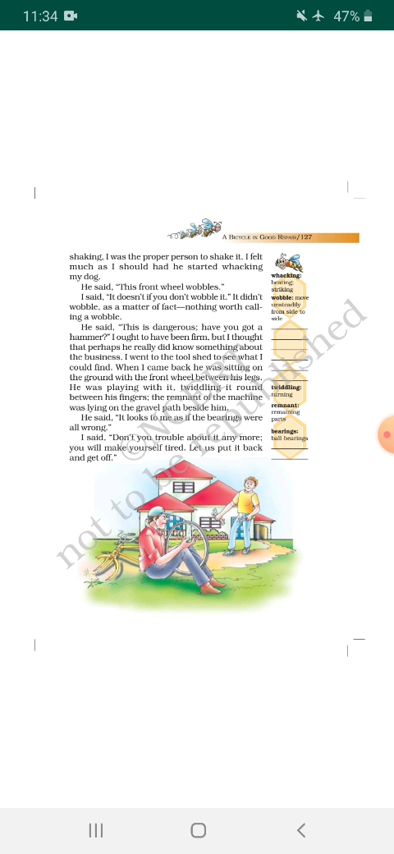 11:34
47%
A BICYCLE IN GOOD REPAIR/127
shaking, I was the proper person to shake it. I felt
much as I should had he started whacking
my dog.
He said, “This front wheel wobbles.”
I said, “It doesn’t if you don’t wobble it.” It didn’t
wobble, as a matter of fact—nothing worth call-
ing a wobble.
He said, “This is dangerous; have you got a
hammer?” I ought to have been firm, but I thought
that perhaps he really did know something about
the business. I went to the tool shed to see what I
could find. When I came back he was sitting on
the ground with the front wheel between his legs.
He was playing with it, twiddling it round
between his fingers; the remnant of the machine
was lying on the gravel path beside him.
He said, “It looks to me as if the bearings were
all wrong.”
I said, “Don’t you trouble about it any more;
you will make yourself tired. Let us put it back
and get off.”
whacking:
beating;
striking
wobble: move
unsteadily
from side to
side
twiddling:
turning
remnant:
remaining
parts
bearings:
ball bearings
not to be republished